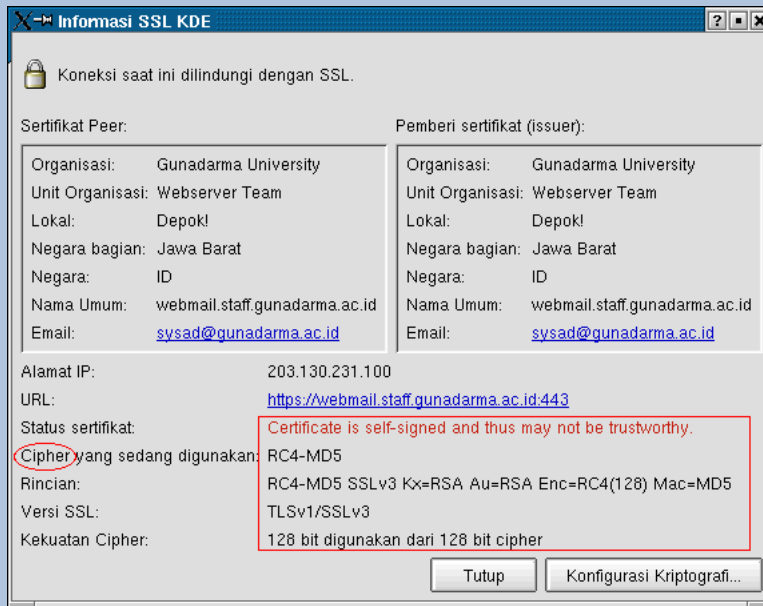 Informasi SSL KDE
Koneksi saat ini dilindungi dengan SSL.
Sertifikat Peer:
Organisasi: Gunadarma University
Unit Organisasi: Webserver Team
Lokal: Depok!
Negara bagian: Jawa Barat
Negara: ID
Nama Umum: webmail.staff.gunadarma.ac.id
Email: sysad@gunadarma.ac.id
Pemberi sertifikat (issuer):
Organisasi: Gunadarma University
Unit Organisasi: Webserver Team
Lokal: Depok!
Negara bagian: Jawa Barat
Negara: ID
Nama Umum: webmail.staff.gunadarma.ac.id
Email: sysad@gunadarma.ac.id
Alamat IP: 203.130.231.100
URL: https://webmail.staff.gunadarma.ac.id:443
Status sertifikat: Certificate is self-signed and thus may not be trustworthy.
Cipher yang sedang digunakan: RC4-MD5
Rincian: RC4-MD5 SSLv3 Kx=RSA Au=RSA Enc=RC4(128) Mac=MD5
Versi SSL: TLSv1/SSLv3
Kekuatan Cipher: 128 bit digunakan dari 128 bit cipher
Tutup Konfigurasi Kriptografi...